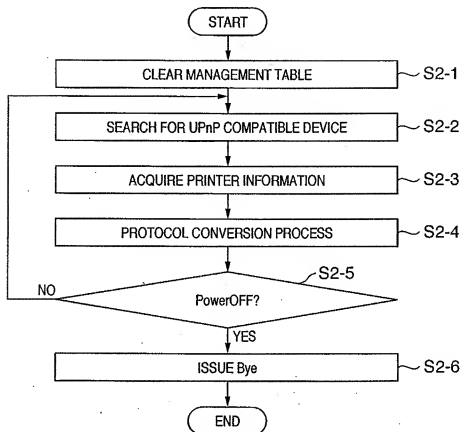 START
CLEAR MANAGEMENT TABLE
S2-1
SEARCH FOR UPnP COMPATIBLE DEVICE
S2-2
ACQUIRE PRINTER INFORMATION
S2-3
PROTOCOL CONVERSION PROCESS
S2-4
S2-5
NO
PowerOFF?
YES
ISSUE Bye
S2-6
END